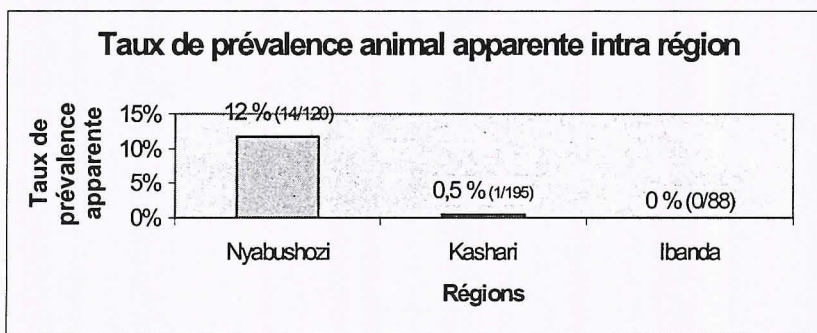 Taux de prévalence animal apparente intra région
Taux de
prévalence
apparente
15%
10%
5%
0%
12 % (14/120)
0,5 % (1/195)
0 % (0/88)
Nyabushozi
Kashari
Ibanda
Régions